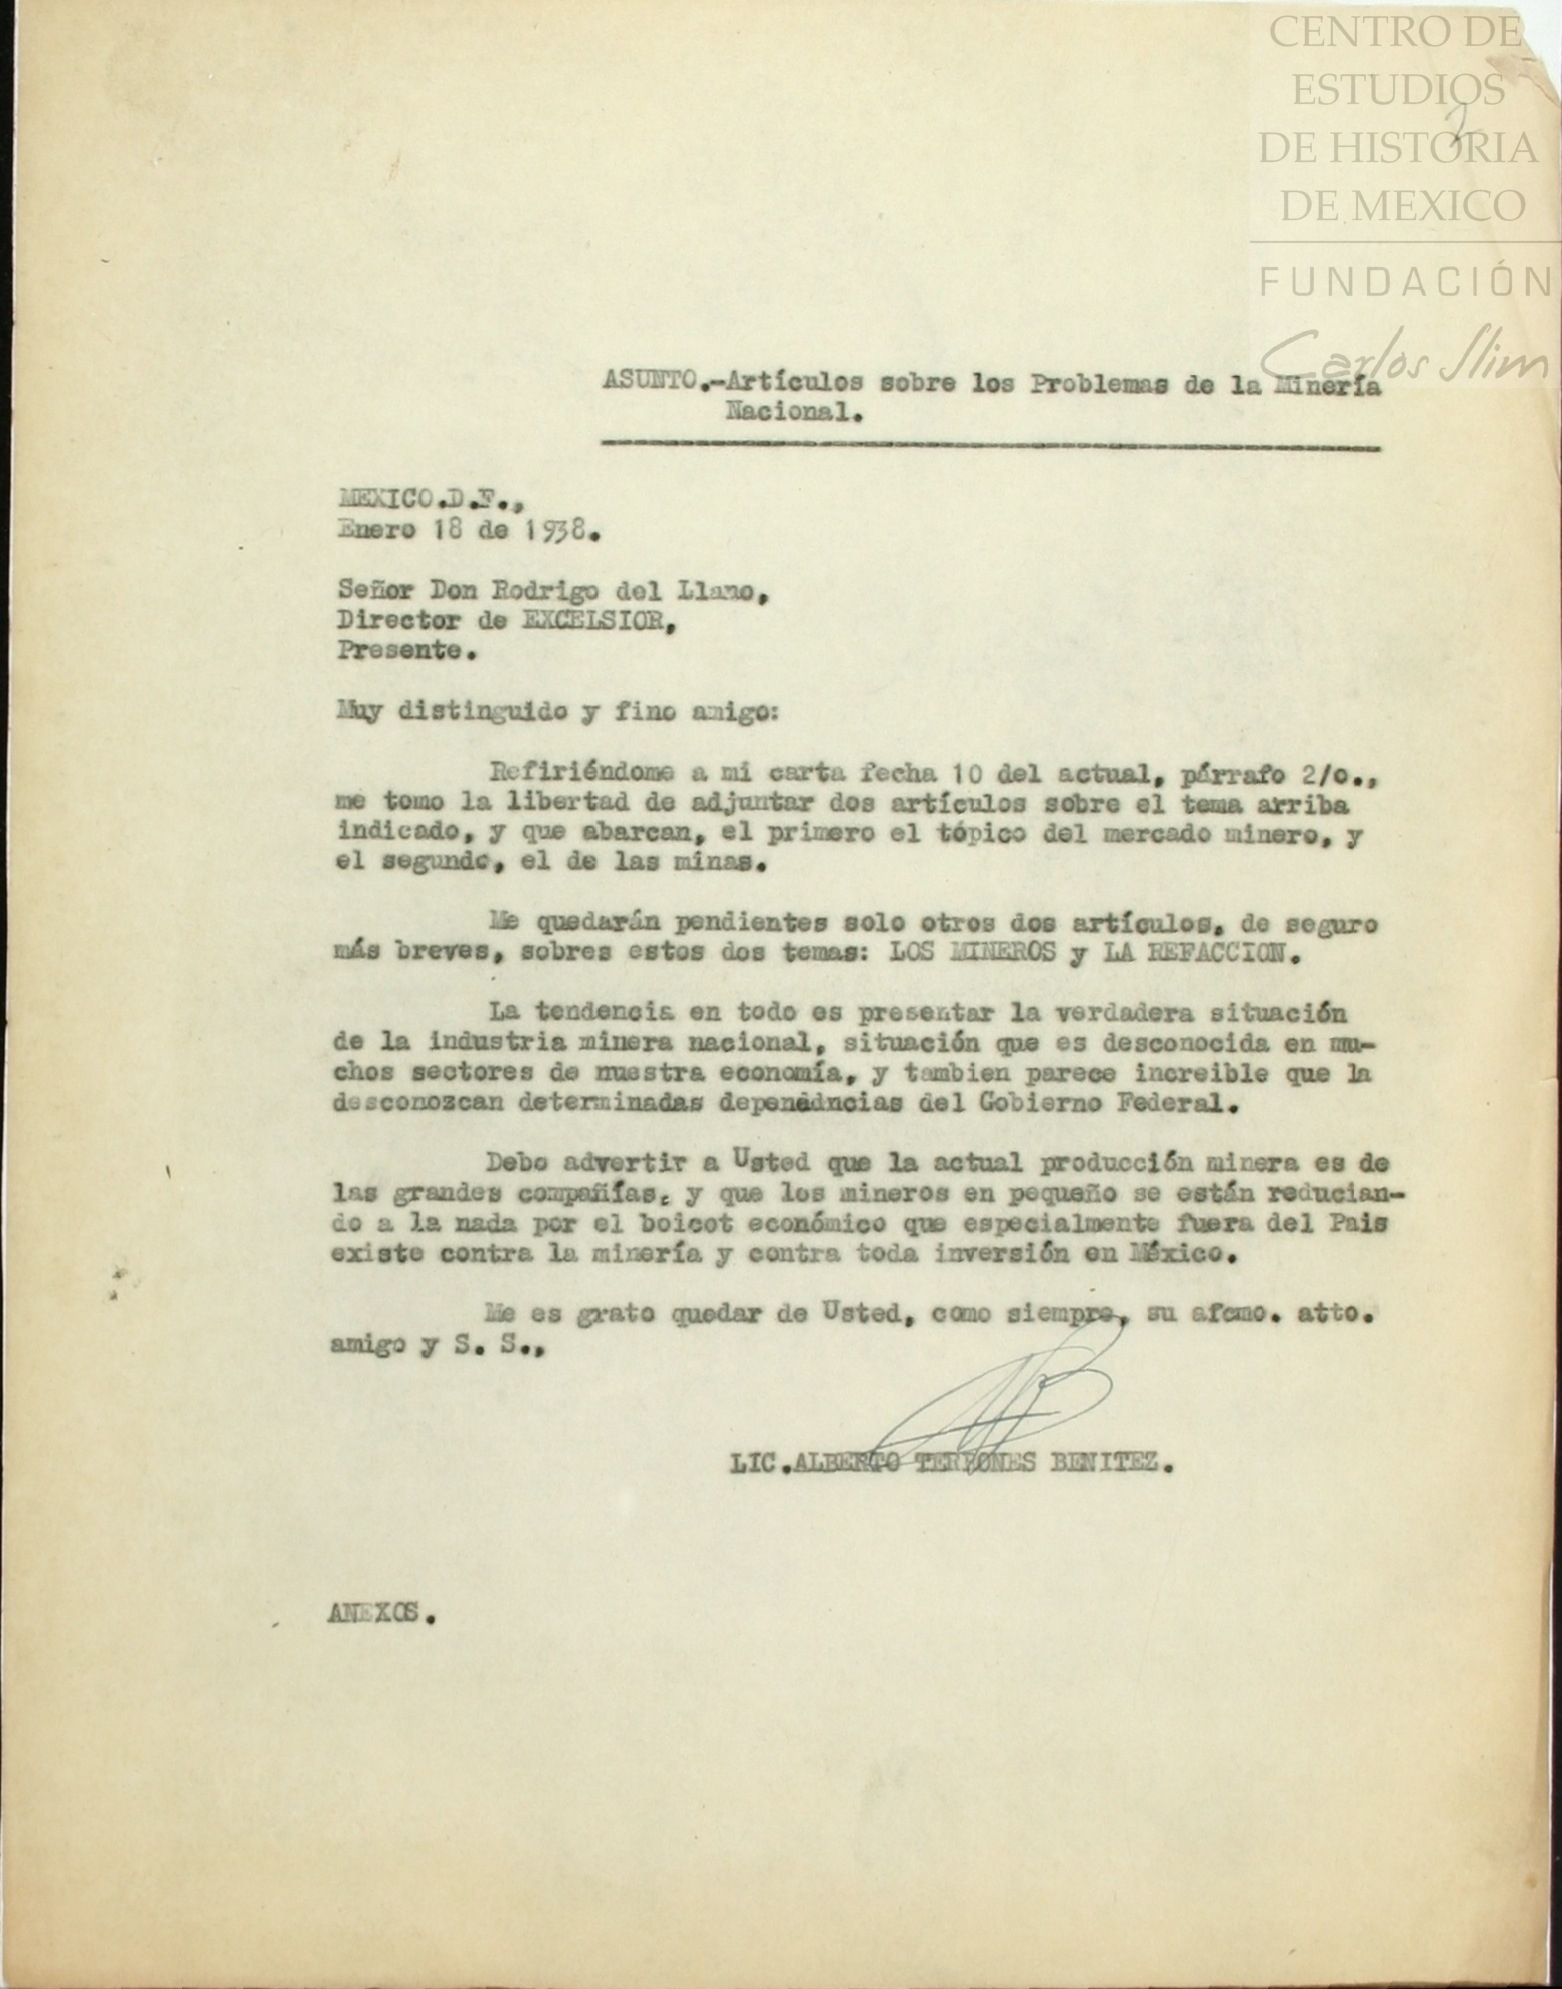 CENTRO DE
ESTUDIOS
DE HISTORIA
DE MEXICO
FUNDACIÓN
Carlos Slim
2
ASUNTO.-Artículos sobre los Problemas de la Minería
Nacional.
MEXICO.D.F.,
Enero 18 de 1938.
Señor Don Rodrigo del Llano,
Director de EXCELSIOR,
Presente.
Muy distinguido y fino amigo:
Refiriéndome a mi carta fecha 10 del actual, párrafo 2/o.,
me tomo la libertad de adjuntar dos artículos sobre el tema arriba
indicado, y que abarcan, el primero el tópico del mercado minero, y
el segundo, el de las minas.
Me quedarán pendientes solo otros dos artículos, de seguro
más breves, sobres estos dos temas: LOS MINEROS y LA REFACCION.
La tendencia en todo es presentar la verdadera situación
de la industria minera nacional, situación que es desconocida en mu-
chos sectores de nuestra economía, y tambien parece increible que la
desconozcan determinadas dependncias del Gobierno Federal.
Debo advertir a Usted que la actual producción minera es de
las grandes compañías, y que los mineros en pequeño se están reducian-
do a la nada por el boicot económico que especialmente fuera del Pais
existe contra la minería y contra toda inversión en México.
Me es grato quedar de Usted, como siempre, su afcmo. atto.
amigo y S. S.,
LIC.ALBERTO TERRONES BENITEZ.
ANEXOS.